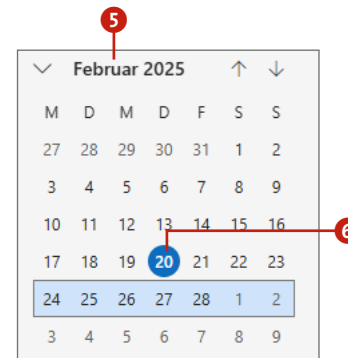 5
Februar 2025
M D M D F S S
27 28 29 30 31 1 2
3 4 5 6 7 8 9
10 11 12 13 14 15 16
17 18 19 20 21 22 23
6
24 25 26 27 28 1 2
3 4 5 6 7 8 9